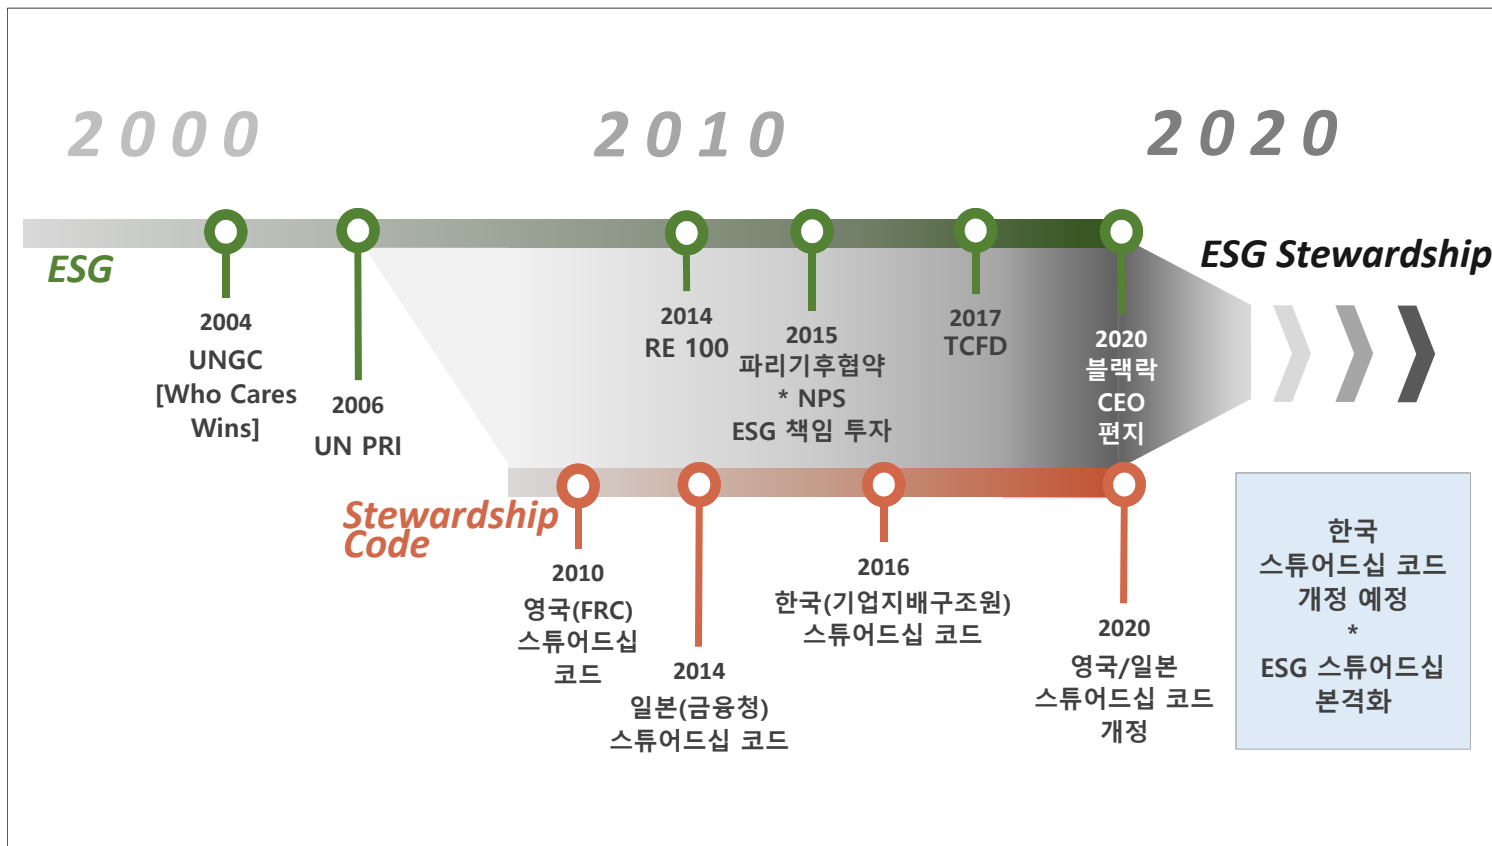 2000
2010
2020
ESG
ESG Stewardship
2004
UNGC
[Who Cares
Wins]
2006
UN PRI
2014
RE 100
2015
파리기후협약
* NPS
ESG 책임 투자
2017
TCFD
2020
블랙락
CEO
편지
Stewardship
Code
2010
영국(FRC)
스튜어드십
코드
2014
일본(금융청)
스튜어드십 코드
2016
한국(기업지배구조원)
스튜어드십 코드
2020
영국/일본
스튜어드십 코드
개정
한국
스튜어드십 코드
개정 예정
*
ESG 스튜어드십
본격화